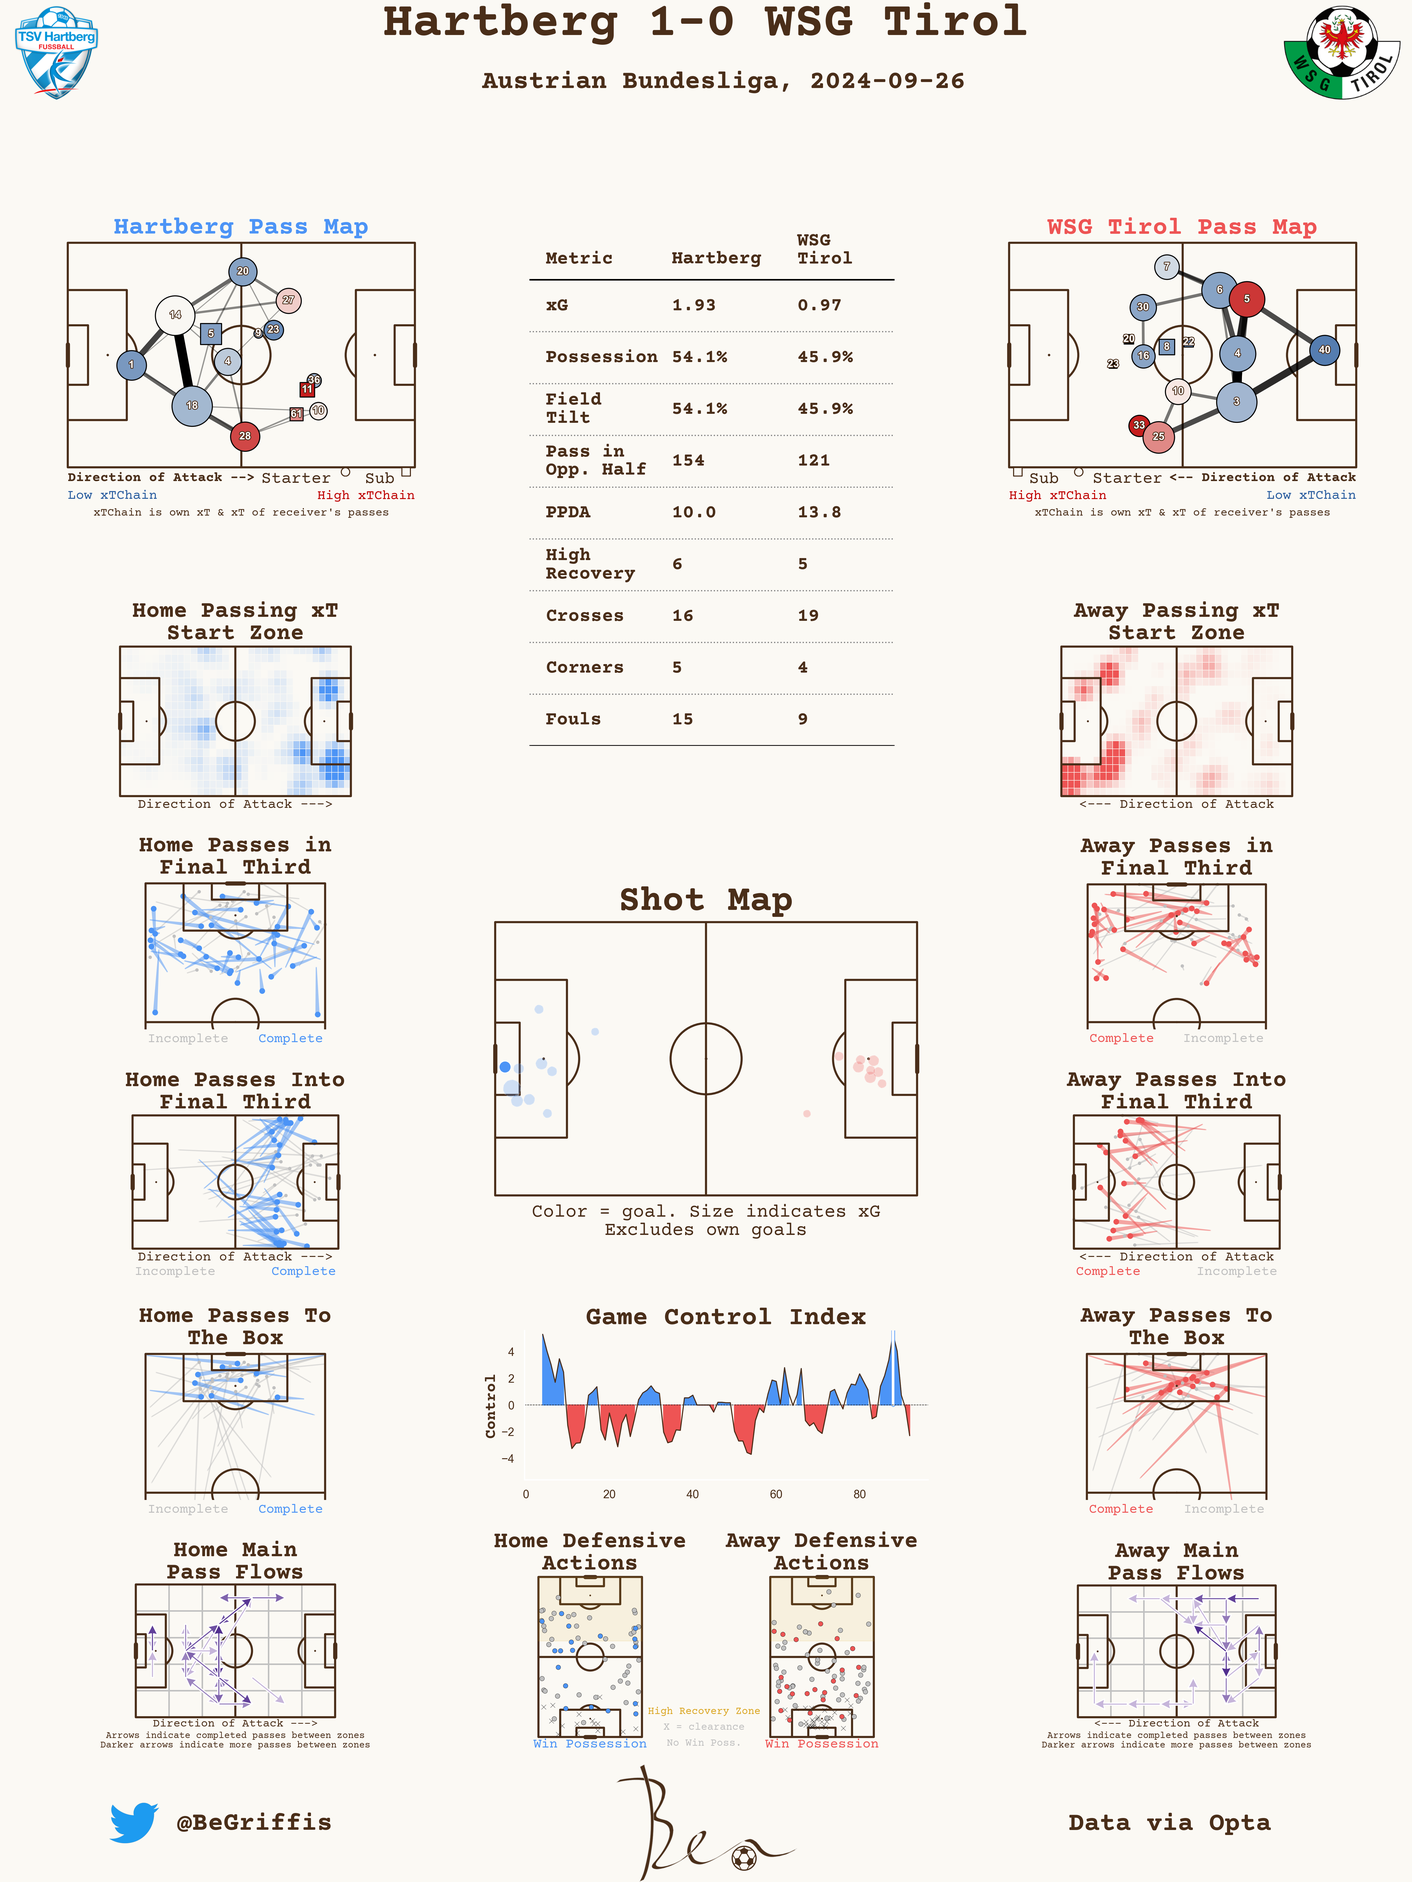 Hartberg 1-0 WSG Tirol
Austrian Bundesliga, 2024-09-26
TSV Hartberg
FUSSBALL
WSG TIROL
Hartberg Pass Map
20
27
14
5
9
23
4
1
36
11
18
61
10
28
Direction of Attack --> Starter Sub
Low xTChain High xTChain
xTChain is own xT & xT of receiver's passes
Metric Hartberg WSG
Tirol
xG 1.93 0.97
Possession 54.1% 45.9%
Field
Tilt 54.1% 45.9%
Pass in
Opp. Half 154 121
PPDA 10.0 13.8
High
Recovery 6 5
Crosses 16 19
Corners 5 4
Fouls 15 9
WSG Tirol Pass Map
7
6
5
30
20
8
22
4
40
16
23
10
3
33
25
Sub Starter <-- Direction of Attack
High xTChain Low xTChain
xTChain is own xT & xT of receiver's passes
Home Passing xT
Start Zone
Direction of Attack --->
Away Passing xT
Start Zone
<--- Direction of Attack
Home Passes in
Final Third
Incomplete Complete
Away Passes in
Final Third
Complete Incomplete
Shot Map
Color = goal. Size indicates xG
Excludes own goals
Home Passes Into
Final Third
Direction of Attack --->
Incomplete Complete
Away Passes Into
Final Third
<--- Direction of Attack
Complete Incomplete
Home Passes To
The Box
Incomplete Complete
Game Control Index
Control
4
2
0
−2
−4
0 20 40 60 80
Away Passes To
The Box
Complete Incomplete
Home Main
Pass Flows
Direction of Attack --->
Arrows indicate completed passes between zones
Darker arrows indicate more passes between zones
Home Defensive
Actions
Win Possession
High Recovery Zone
X = clearance
No Win Poss.
Away Defensive
Actions
Win Possession
Away Main
Pass Flows
<--- Direction of Attack
Arrows indicate completed passes between zones
Darker arrows indicate more passes between zones
@BeGriffis
Ben
Data via Opta